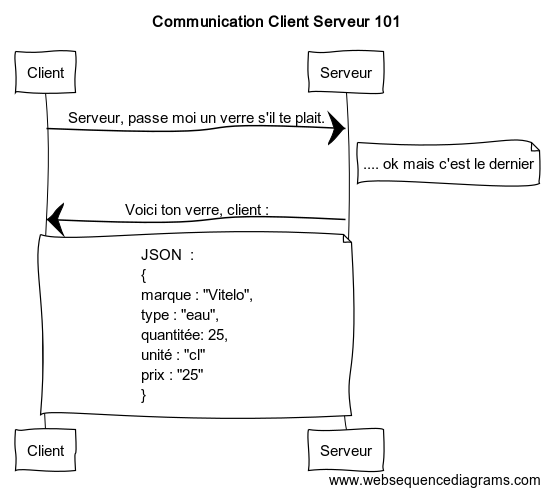 Communication Client Serveur 101
Client
Serveur
Serveur, passe moi un verre s'il te plait.
.... ok mais c'est le dernier
Voici ton verre, client :
JSON  :
{
marque : "Vitelo",
type : "eau",
quantitée: 25,
unité : "cl"
prix : "25"
}
Client
Serveur
www.websequencediagrams.com